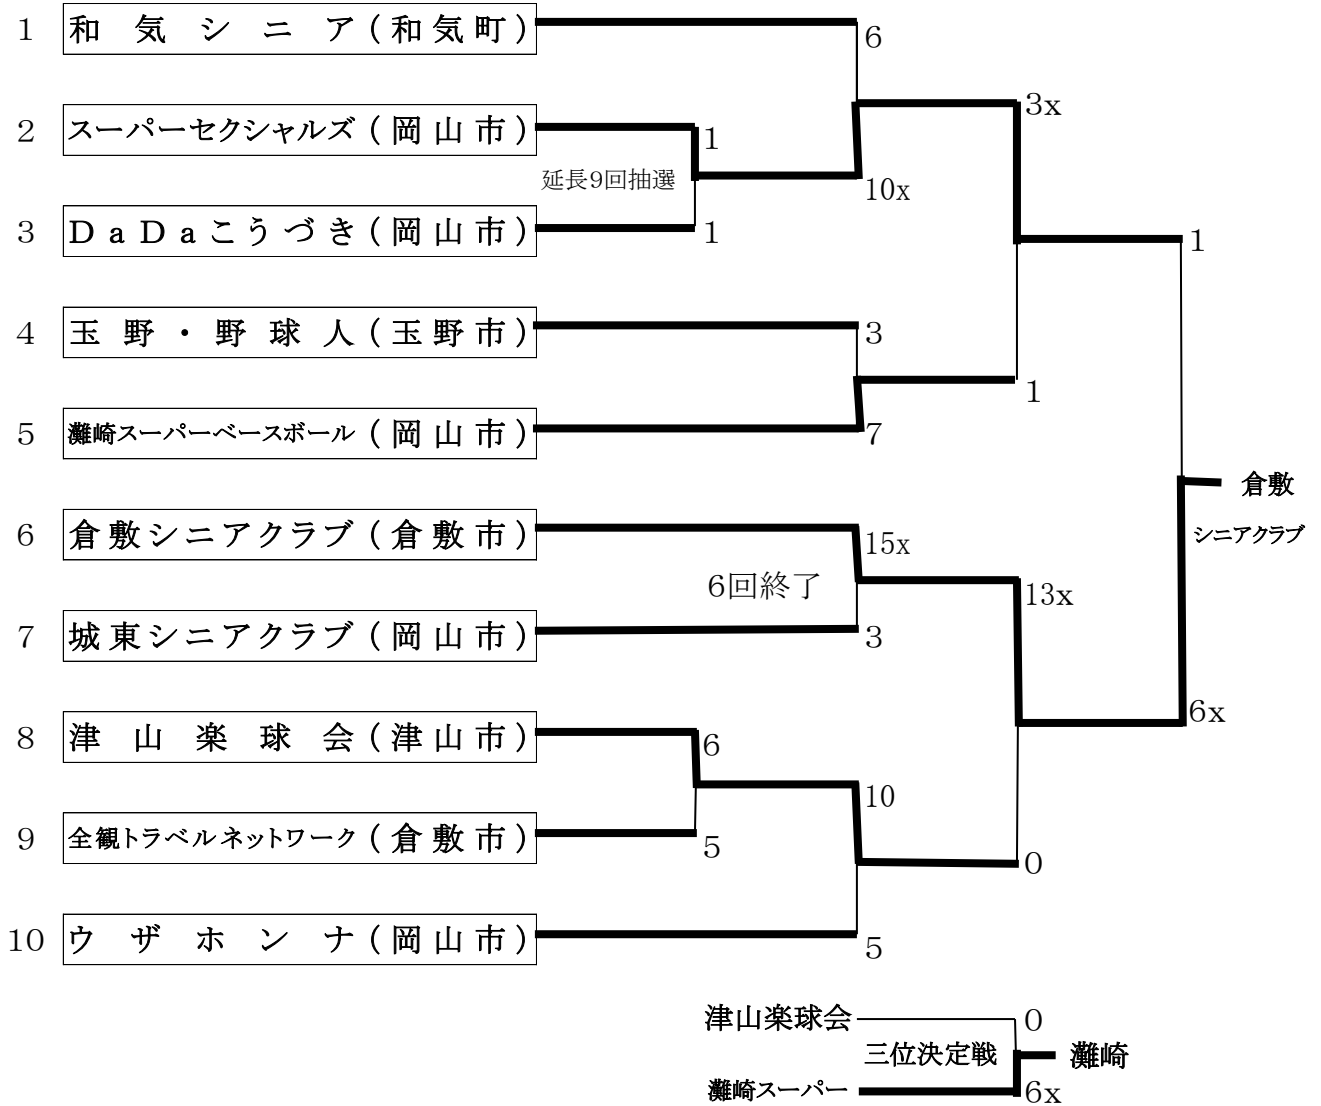 1 和気シニア(和気町)
6
3x
2 スーパーセクシャルズ(岡山市)
1
延長9回抽選
10x
3 DaDaこうづき(岡山市)
1
1
4 玉野・野球人(玉野市)
3
1
5 灘崎スーパーベースボール(岡山市)
7
倉敷
シニアクラブ
6 倉敷シニアクラブ(倉敷市)
15x
6回終了
13x
7 城東シニアクラブ(岡山市)
3
6x
8 津山楽球会(津山市)
6
10
9 全観トラベルネットワーク(倉敷市)
5
0
10 ウザホンナ(岡山市)
5
津山楽球会
0
三位決定戦
灘崎
灘崎スーパー
6x